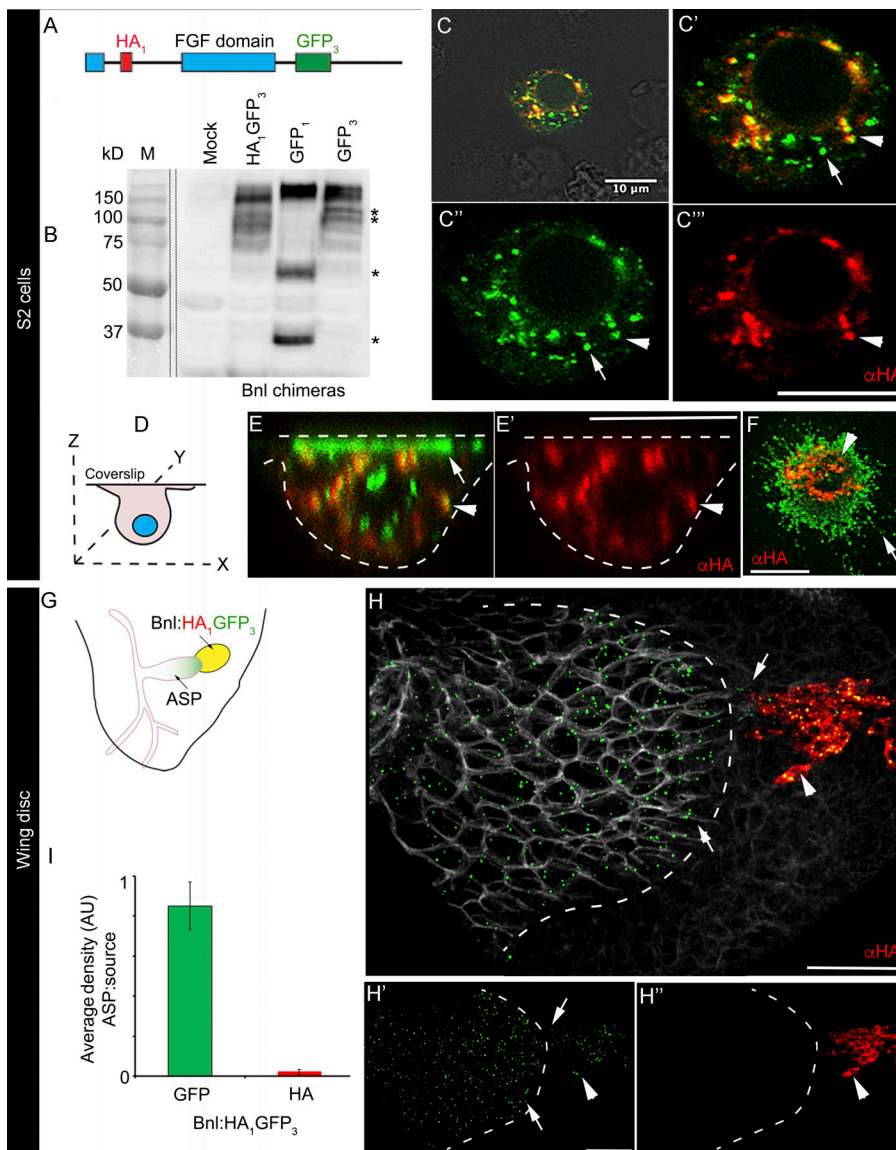 A
HA1
FGF domain
GFP3
kD
M
Mock
HA1GFP3
GFP1
GFP3
150
100
75
50
37
*
*
*
*
B
Bnl chimeras
S2 cells
C
10 μm
C'
C''
C'''
αHA
D
Z
Y
X
Coverslip
E
E'
αHA
F
αHA
Wing disc
G
Bnl:HA1GFP3
ASP
H
αHA
H'
H''
I
Average density (AU)
ASP:source
1
0
GFP
HA
Bnl:HA1GFP3